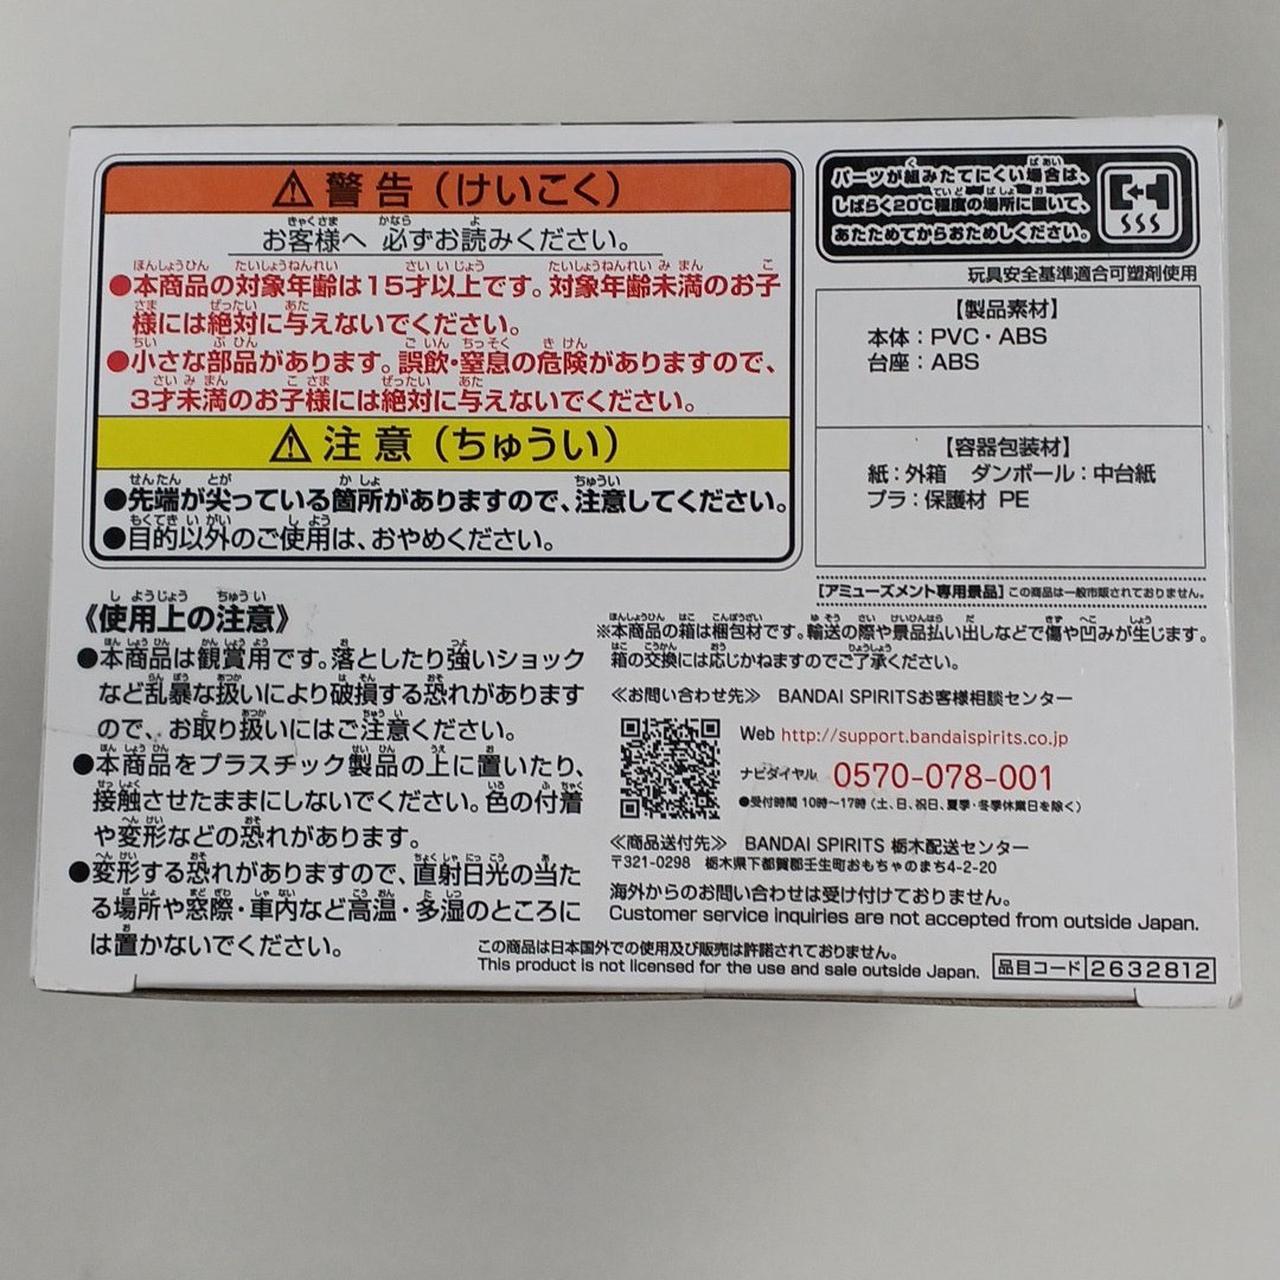 警告（けいこく）
お客様へ 必ずお読みください。
●本商品の対象年齢は15才以上です。対象年齢未満のお子
様には絶対に与えないでください。
●小さな部品があります。誤飲・窒息の危険がありますので、
3才未満のお子様には絶対に与えないでください。
注意（ちゅうい）
●先端が尖っている箇所がありますので、注意してください。
●目的以外のご使用は、おやめください。
パーツが組みたてにくい場合は、
しばらく20℃程度の場所に置いて、
あたためてからおためしください。
玩具安全基準適合可塑剤使用
【製品素材】
本体：PVC・ABS
台座：ABS
【容器包装材】
紙：外箱 ダンボール：中台紙
プラ：保護材 PE
【アミューズメント専用景品】この商品は一般市販されておりません。
《使用上の注意》
●本商品は観賞用です。落としたり強いショック
など乱暴な扱いにより破損する恐れがあります
ので、お取り扱いにはご注意ください。
●本商品をプラスチック製品の上に置いたり、
接触させたままにしないでください。色の付着
や変形などの恐れがあります。
●変形する恐れがありますので、直射日光の当た
る場所や窓際・車内など高温・多湿のところに
は置かないでください。
※本商品の箱は梱包材です。輸送の際や景品払い出しなどで傷や凹みが生じます。
箱の交換には応じかねますのでご了承ください。
≪お問い合わせ先≫ BANDAI SPIRITSお客様相談センター
Web http://support.bandaispirits.co.jp
ナビダイヤル 0570-078-001
●受付時間 10時～17時（土、日、祝日、夏季・冬季休業日を除く）
≪商品送付先≫ BANDAI SPIRITS 栃木配送センター
〒321-0298 栃木県下都賀郡壬生町おもちゃのまち4-2-20
海外からのお問い合わせは受け付けておりません。
Customer service inquiries are not accepted from outside Japan.
この商品は日本国外での使用及び販売は許諾されておりません。
This product is not licensed for the use and sale outside Japan.
品目コード 2632812